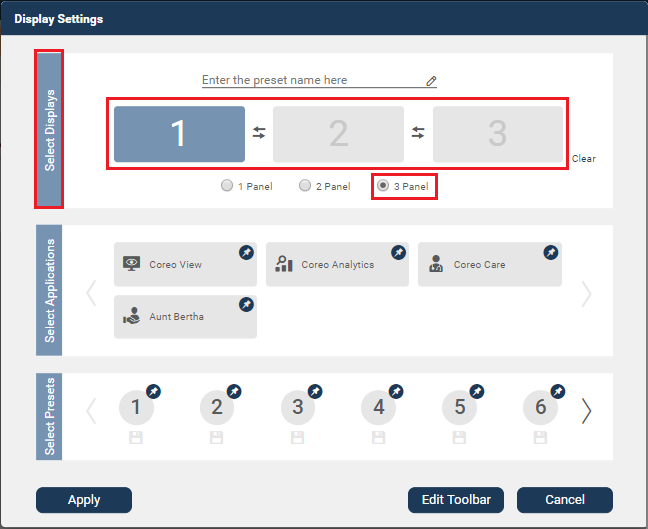 Display Settings
Select Displays
Enter the preset name here
1
2
3
Clear
1 Panel
2 Panel
3 Panel
Select Applications
Coreo View
Coreo Analytics
Coreo Care
Aunt Bertha
Select Presets
1
2
3
4
5
6
Apply
Edit Toolbar
Cancel